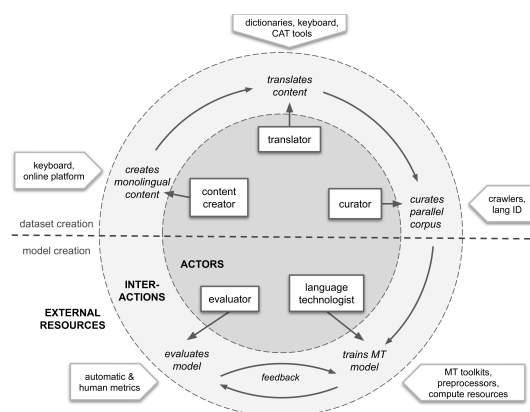 dictionaries, keyboard,
CAT tools
translates
content
translator
keyboard,
online platform
creates
monolingual
content
content
creator
curator
curates
parallel
corpus
crawlers,
lang ID
dataset creation
model creation
ACTORS
INTER-
ACTIONS
EXTERNAL
RESOURCES
evaluator
language
technologist
evaluates
model
feedback
trains MT
model
automatic &
human metrics
MT toolkits,
preprocessors,
compute resources